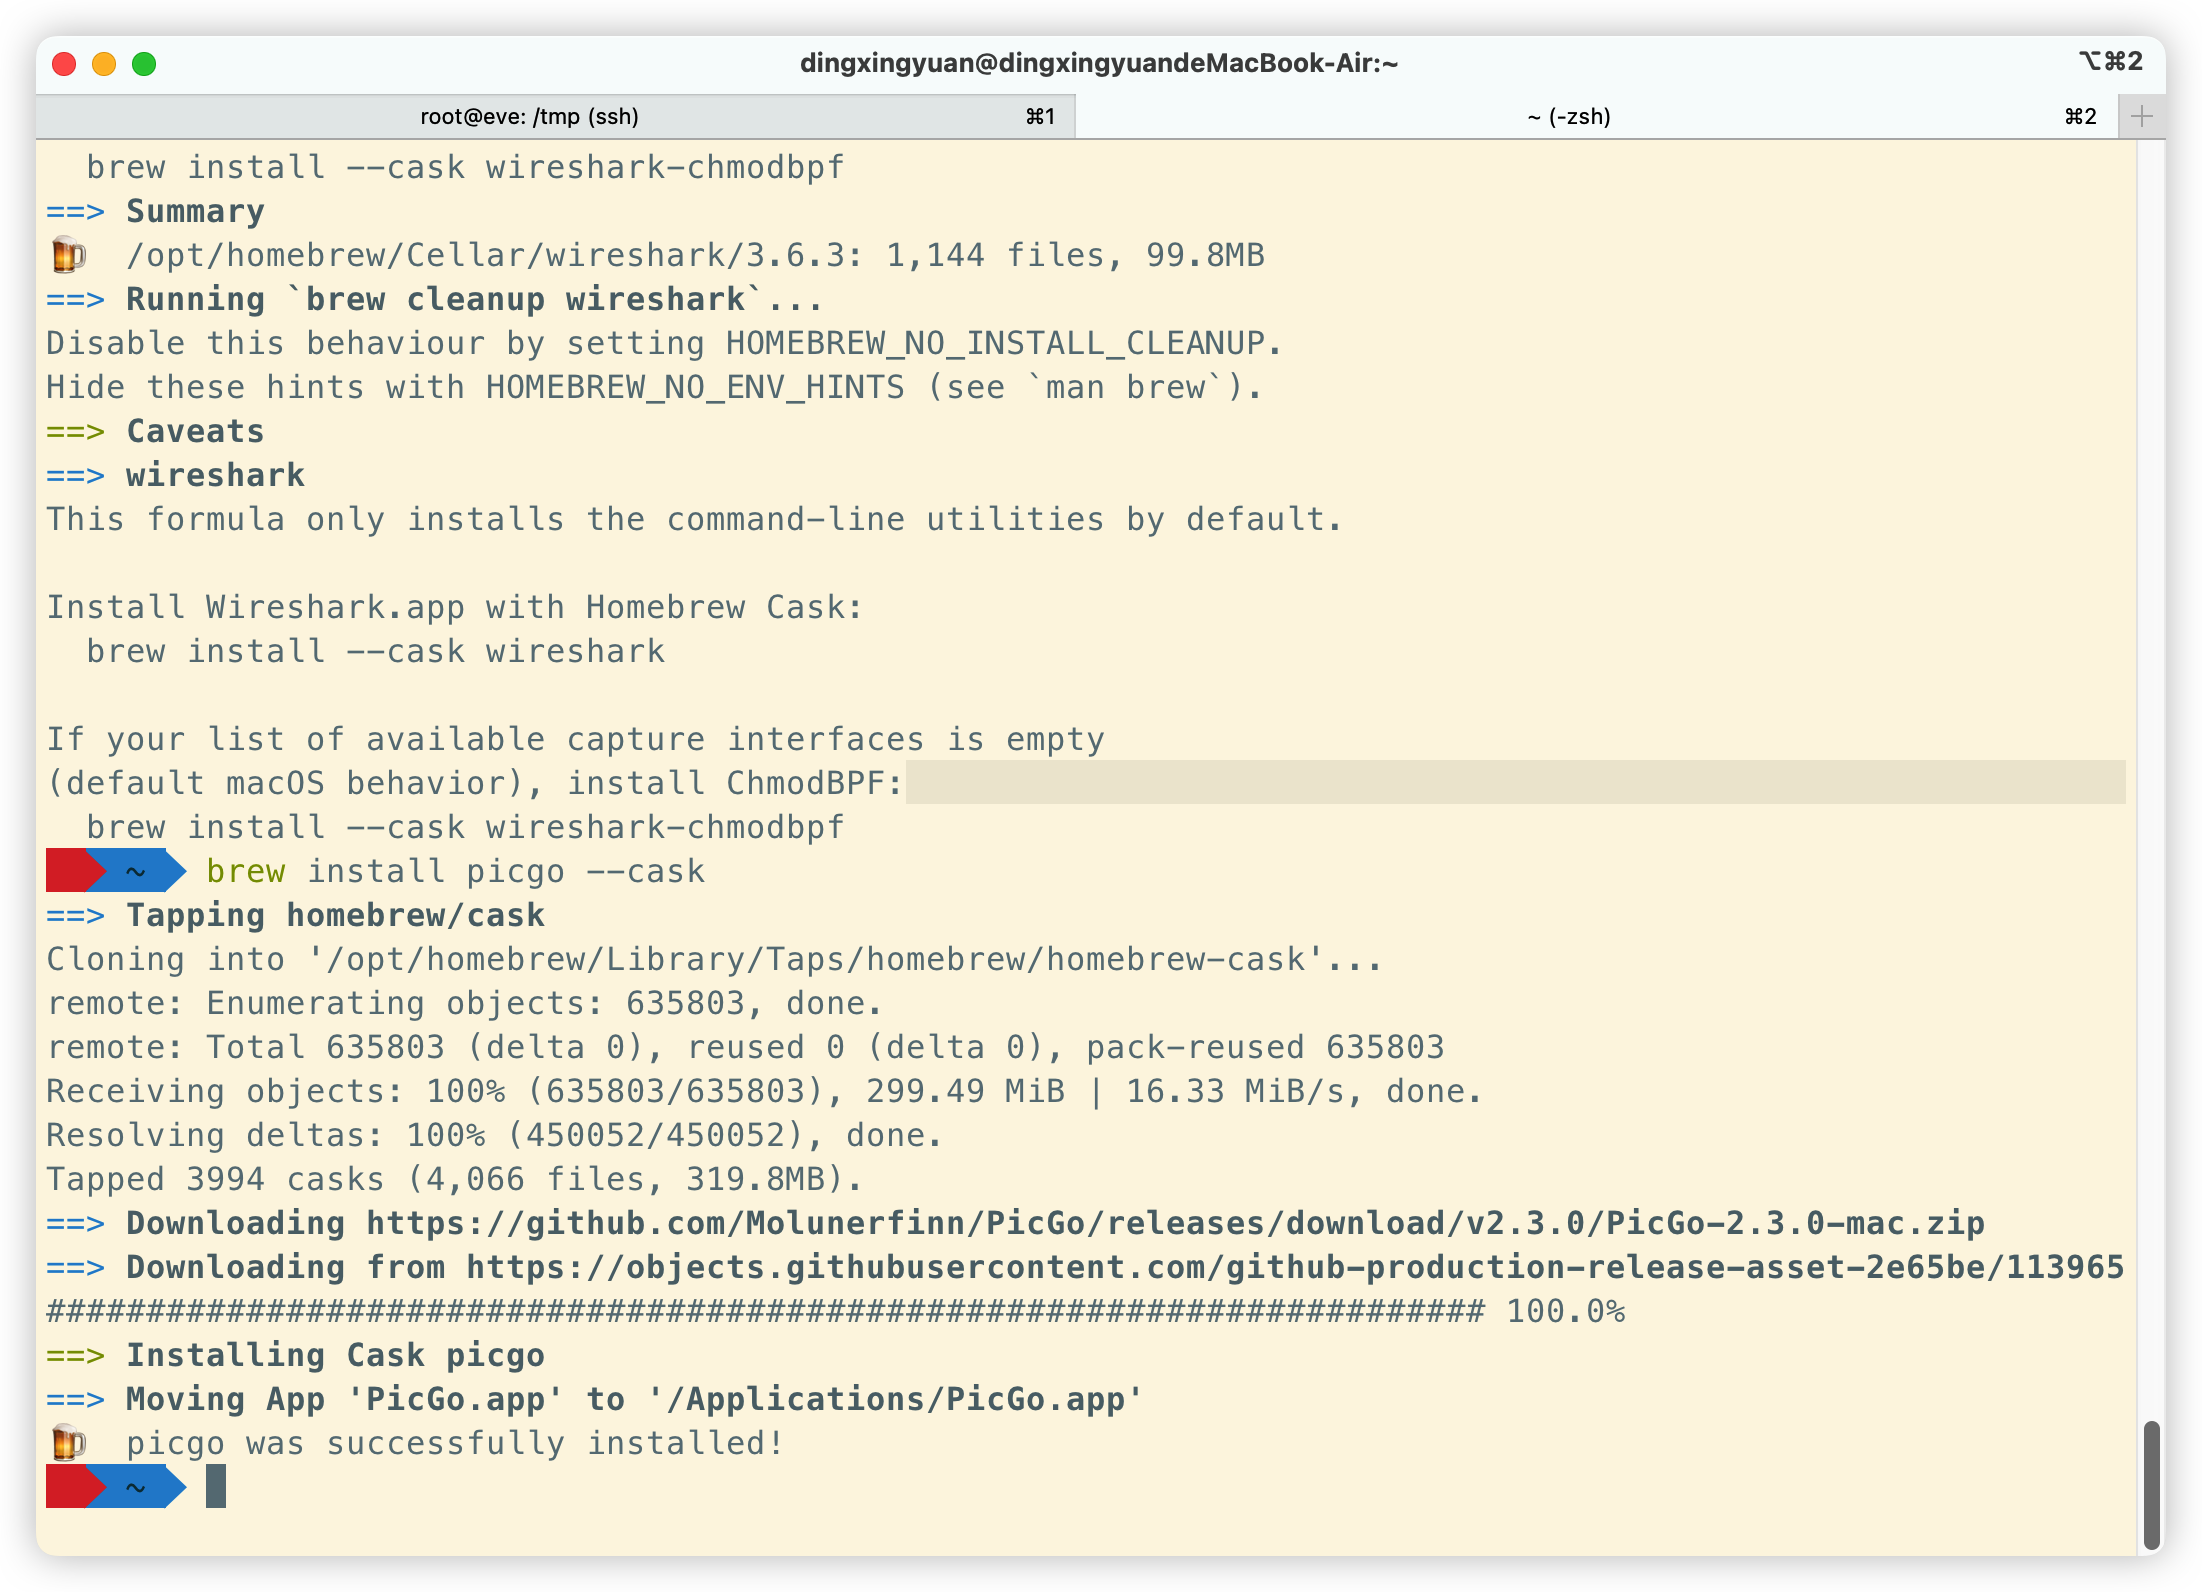 dingxingyuan@dingxingyuandeMacBook-Air:~ ⌥⌘2
root@eve: /tmp (ssh) ⌘1 ~ (-zsh) ⌘2 +
  brew install --cask wireshark-chmodbpf
==> Summary
🍺  /opt/homebrew/Cellar/wireshark/3.6.3: 1,144 files, 99.8MB
==> Running `brew cleanup wireshark`...
Disable this behaviour by setting HOMEBREW_NO_INSTALL_CLEANUP.
Hide these hints with HOMEBREW_NO_ENV_HINTS (see `man brew`).
==> Caveats
==> wireshark
This formula only installs the command-line utilities by default.
Install Wireshark.app with Homebrew Cask:
  brew install --cask wireshark
If your list of available capture interfaces is empty
(default macOS behavior), install ChmodBPF:
  brew install --cask wireshark-chmodbpf
~ brew install picgo --cask
==> Tapping homebrew/cask
Cloning into '/opt/homebrew/Library/Taps/homebrew/homebrew-cask'...
remote: Enumerating objects: 635803, done.
remote: Total 635803 (delta 0), reused 0 (delta 0), pack-reused 635803
Receiving objects: 100% (635803/635803), 299.49 MiB | 16.33 MiB/s, done.
Resolving deltas: 100% (450052/450052), done.
Tapped 3994 casks (4,066 files, 319.8MB).
==> Downloading https://github.com/Molunerfinn/PicGo/releases/download/v2.3.0/PicGo-2.3.0-mac.zip
==> Downloading from https://objects.githubusercontent.com/github-production-release-asset-2e65be/113965
######################################################################## 100.0%
==> Installing Cask picgo
==> Moving App 'PicGo.app' to '/Applications/PicGo.app'
🍺  picgo was successfully installed!
~